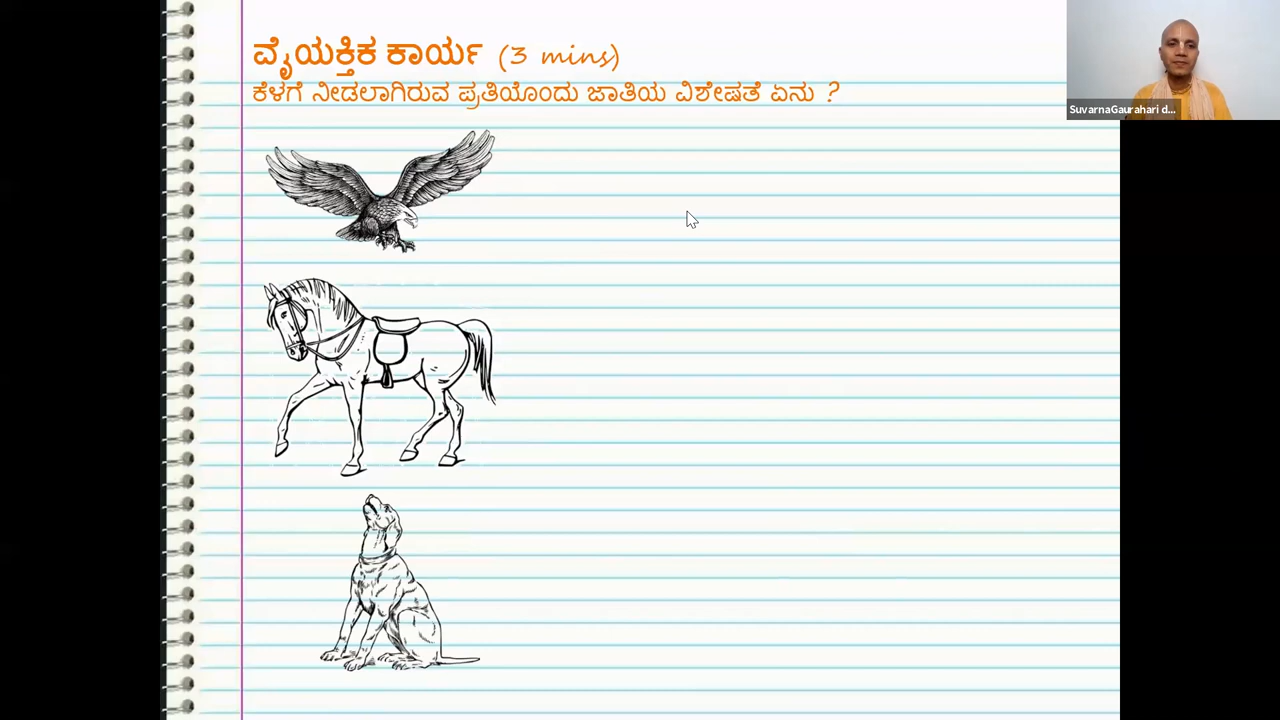 ವೈಯಕ್ತಿಕ ಕಾರ್ಯ (3 mins)
ಕೆಳಗೆ ನೀಡಲಾಗಿರುವ ಪ್ರತಿಯೊಂದು ಜಾತಿಯ ವಿಶೇಷತೆ ಏನು ?
SuvarnaGaurahari d...